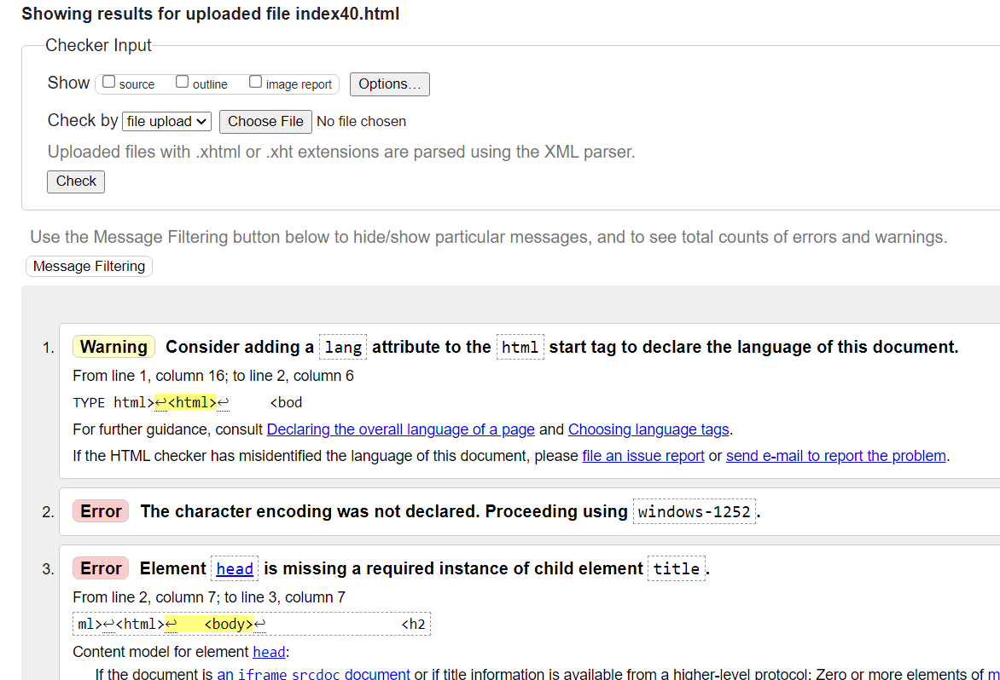 Showing results for uploaded file index40.html
Checker Input
Show source outline image report Options...
Check by file upload Choose File No file chosen
Uploaded files with .xhtml or .xht extensions are parsed using the XML parser.
Check
Use the Message Filtering button below to hide/show particular messages, and to see total counts of errors and warnings.
Message Filtering
1. Warning Consider adding a lang attribute to the html start tag to declare the language of this document.
From line 1, column 16; to line 2, column 6
TYPE html>↩<html>↩ <bod
For further guidance, consult Declaring the overall language of a page and Choosing language tags.
If the HTML checker has misidentified the language of this document, please file an issue report or send e-mail to report the problem.
2. Error The character encoding was not declared. Proceeding using windows-1252.
3. Error Element head is missing a required instance of child element title.
From line 2, column 7; to line 3, column 7
ml>↩<html>↩ <body>↩ <h2
Content model for element head:
If the document is an iframe srcdoc document or if title information is available from a higher-level protocol: Zero or more elements of m